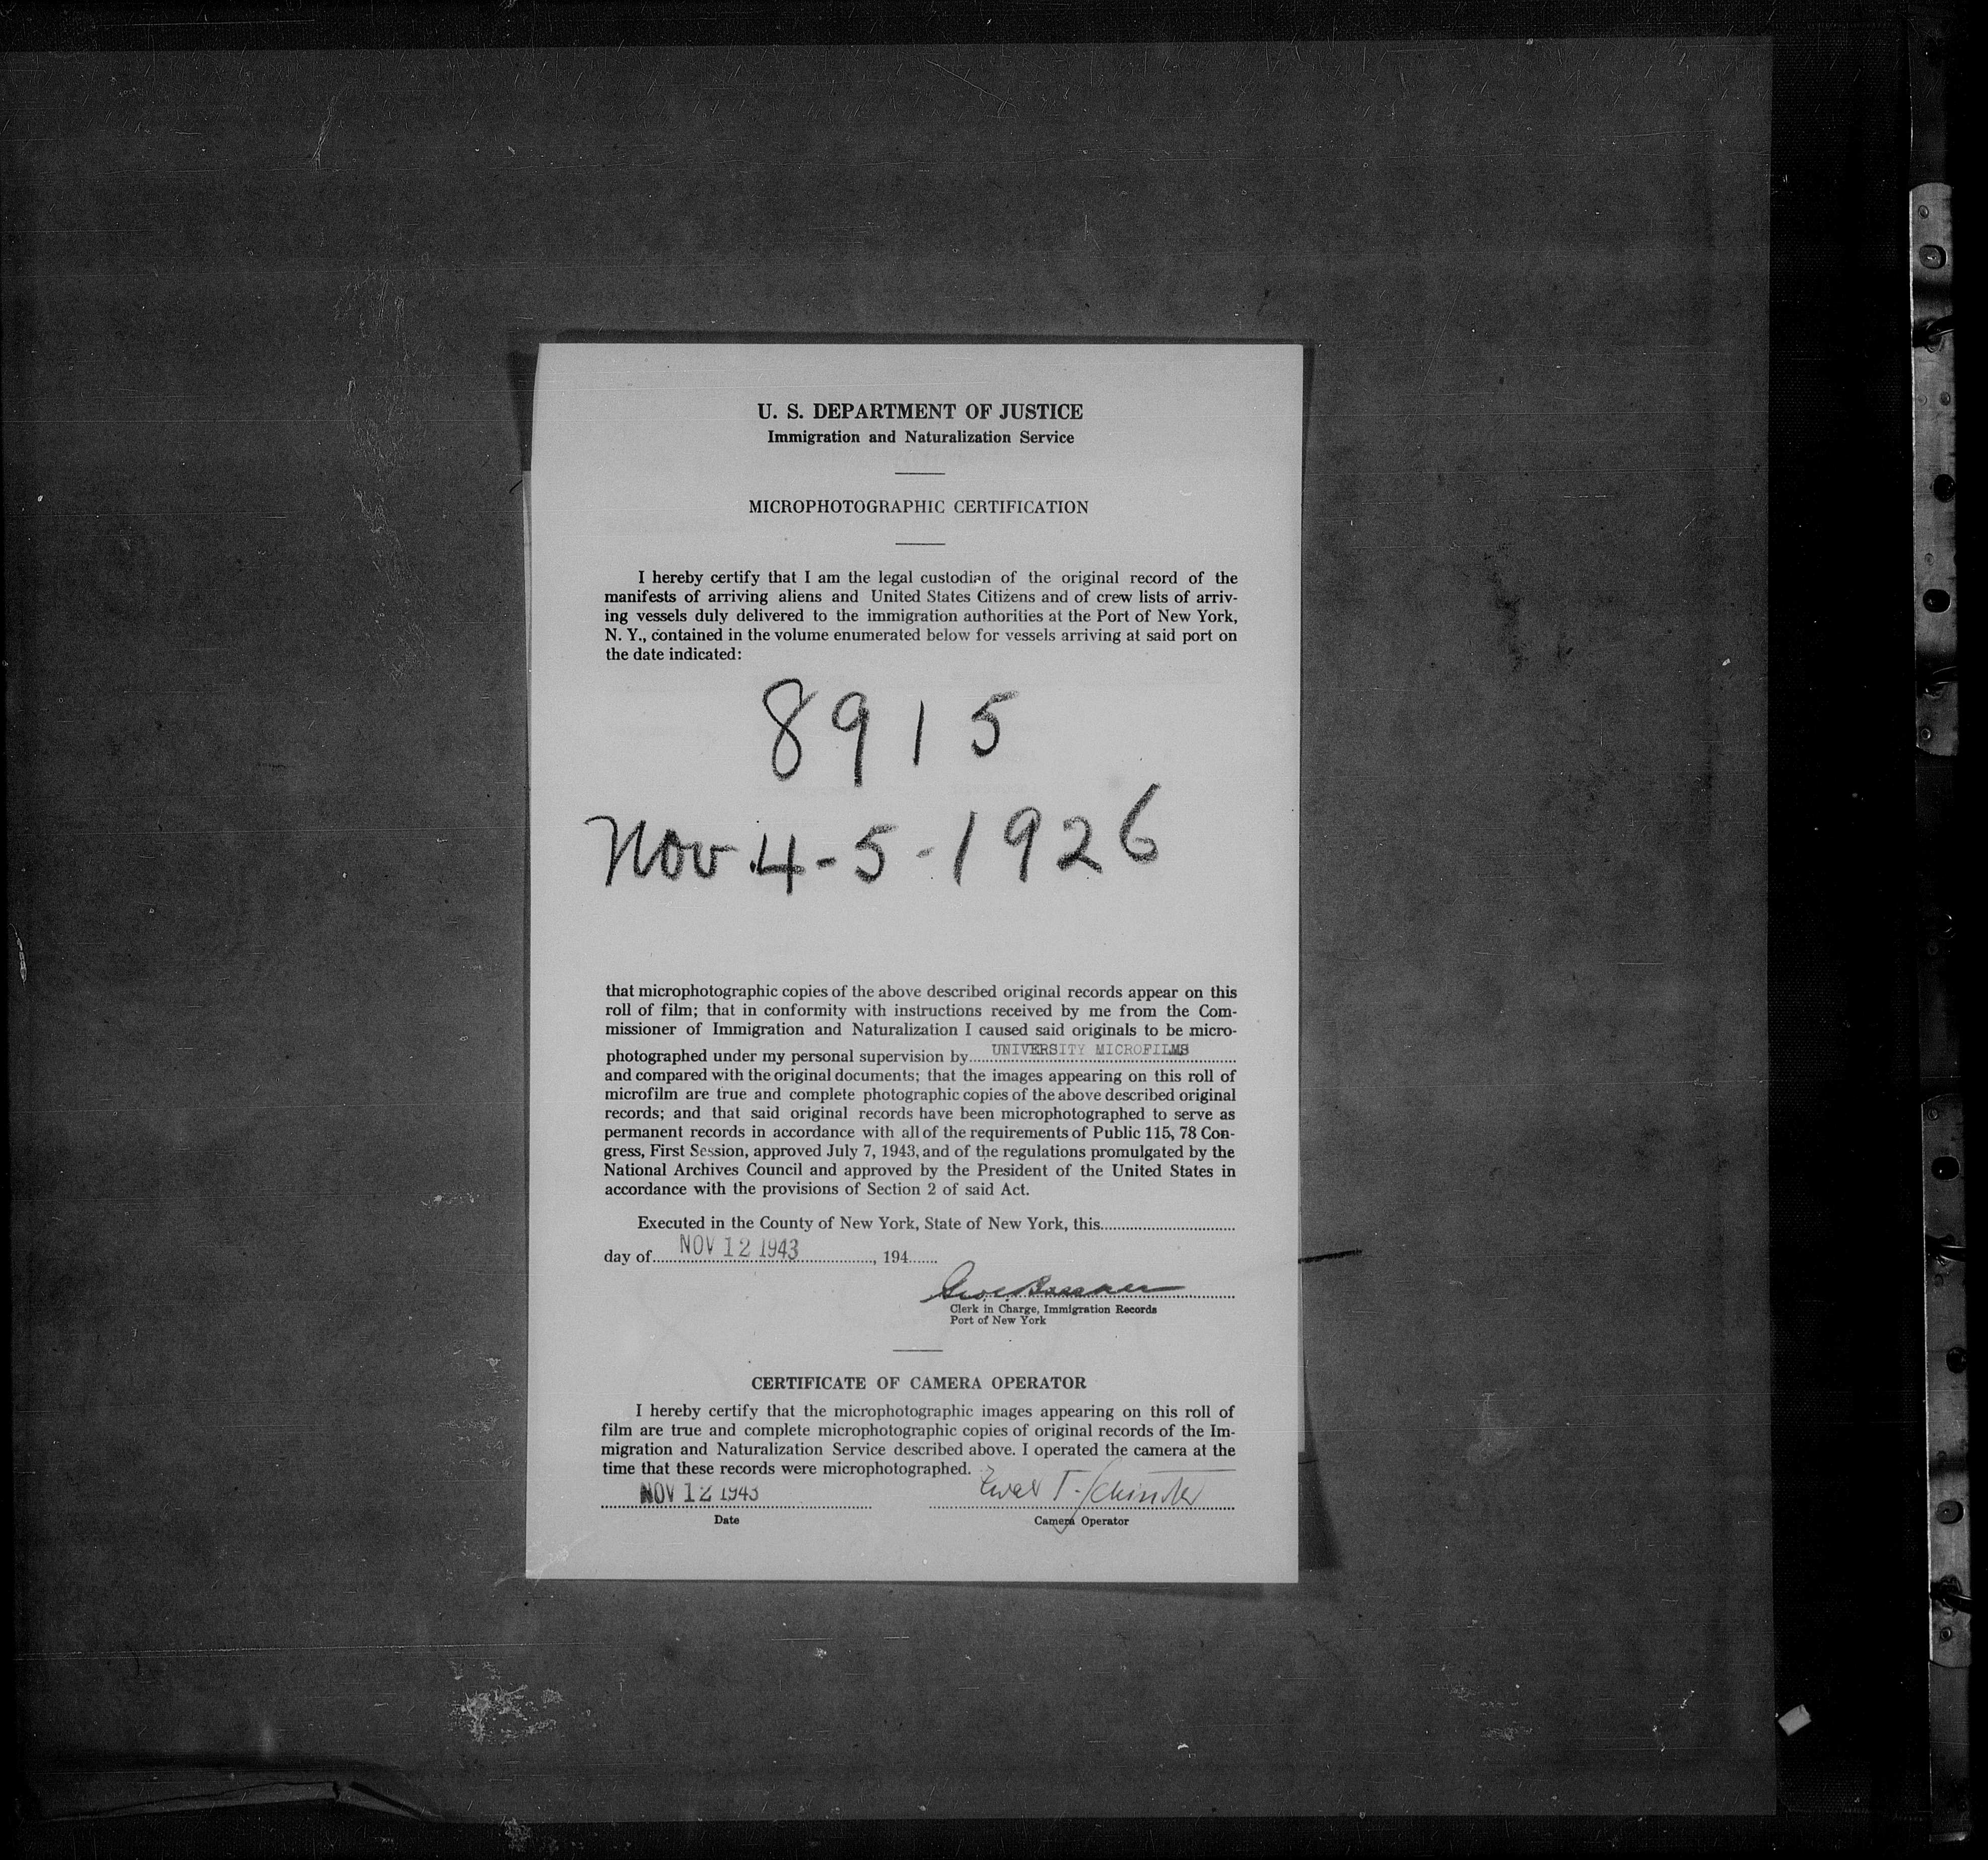 U. S. DEPARTMENT OF JUSTICE
Immigration and Naturalization Service
MICROPHOTOGRAPHIC CERTIFICATION
I hereby certify that I am the legal custodian of the original record of the
manifests of arriving aliens and United States Citizens and of crew lists of arriv-
ing vessels duly delivered to the immigration authorities at the Port of New York,
N. Y., contained in the volume enumerated below for vessels arriving at said port on
the date indicated:
8915
Nov 4-5-1926
that microphotographic copies of the above described original records appear on this
roll of film; that in conformity with instructions received by me from the Com-
missioner of Immigration and Naturalization I caused said originals to be micro-
photographed under my personal supervision by UNIVERSITY MICROFILMS
and compared with the original documents; that the images appearing on this roll of
microfilm are true and complete photographic copies of the above described original
records; and that said original records have been microphotographed to serve as
permanent records in accordance with all of the requirements of Public 115, 78 Con-
gress, First Session, approved July 7, 1943, and of the regulations promulgated by the
National Archives Council and approved by the President of the United States in
accordance with the provisions of Section 2 of said Act.
Executed in the County of New York, State of New York, this
day of NOV 12 1943, 194
Clerk in Charge, Immigration Records
Port of New York
CERTIFICATE OF CAMERA OPERATOR
I hereby certify that the microphotographic images appearing on this roll of
film are true and complete microphotographic copies of original records of the Im-
migration and Naturalization Service described above. I operated the camera at the
time that these records were microphotographed.
NOV 12 1943
Date
Camera Operator